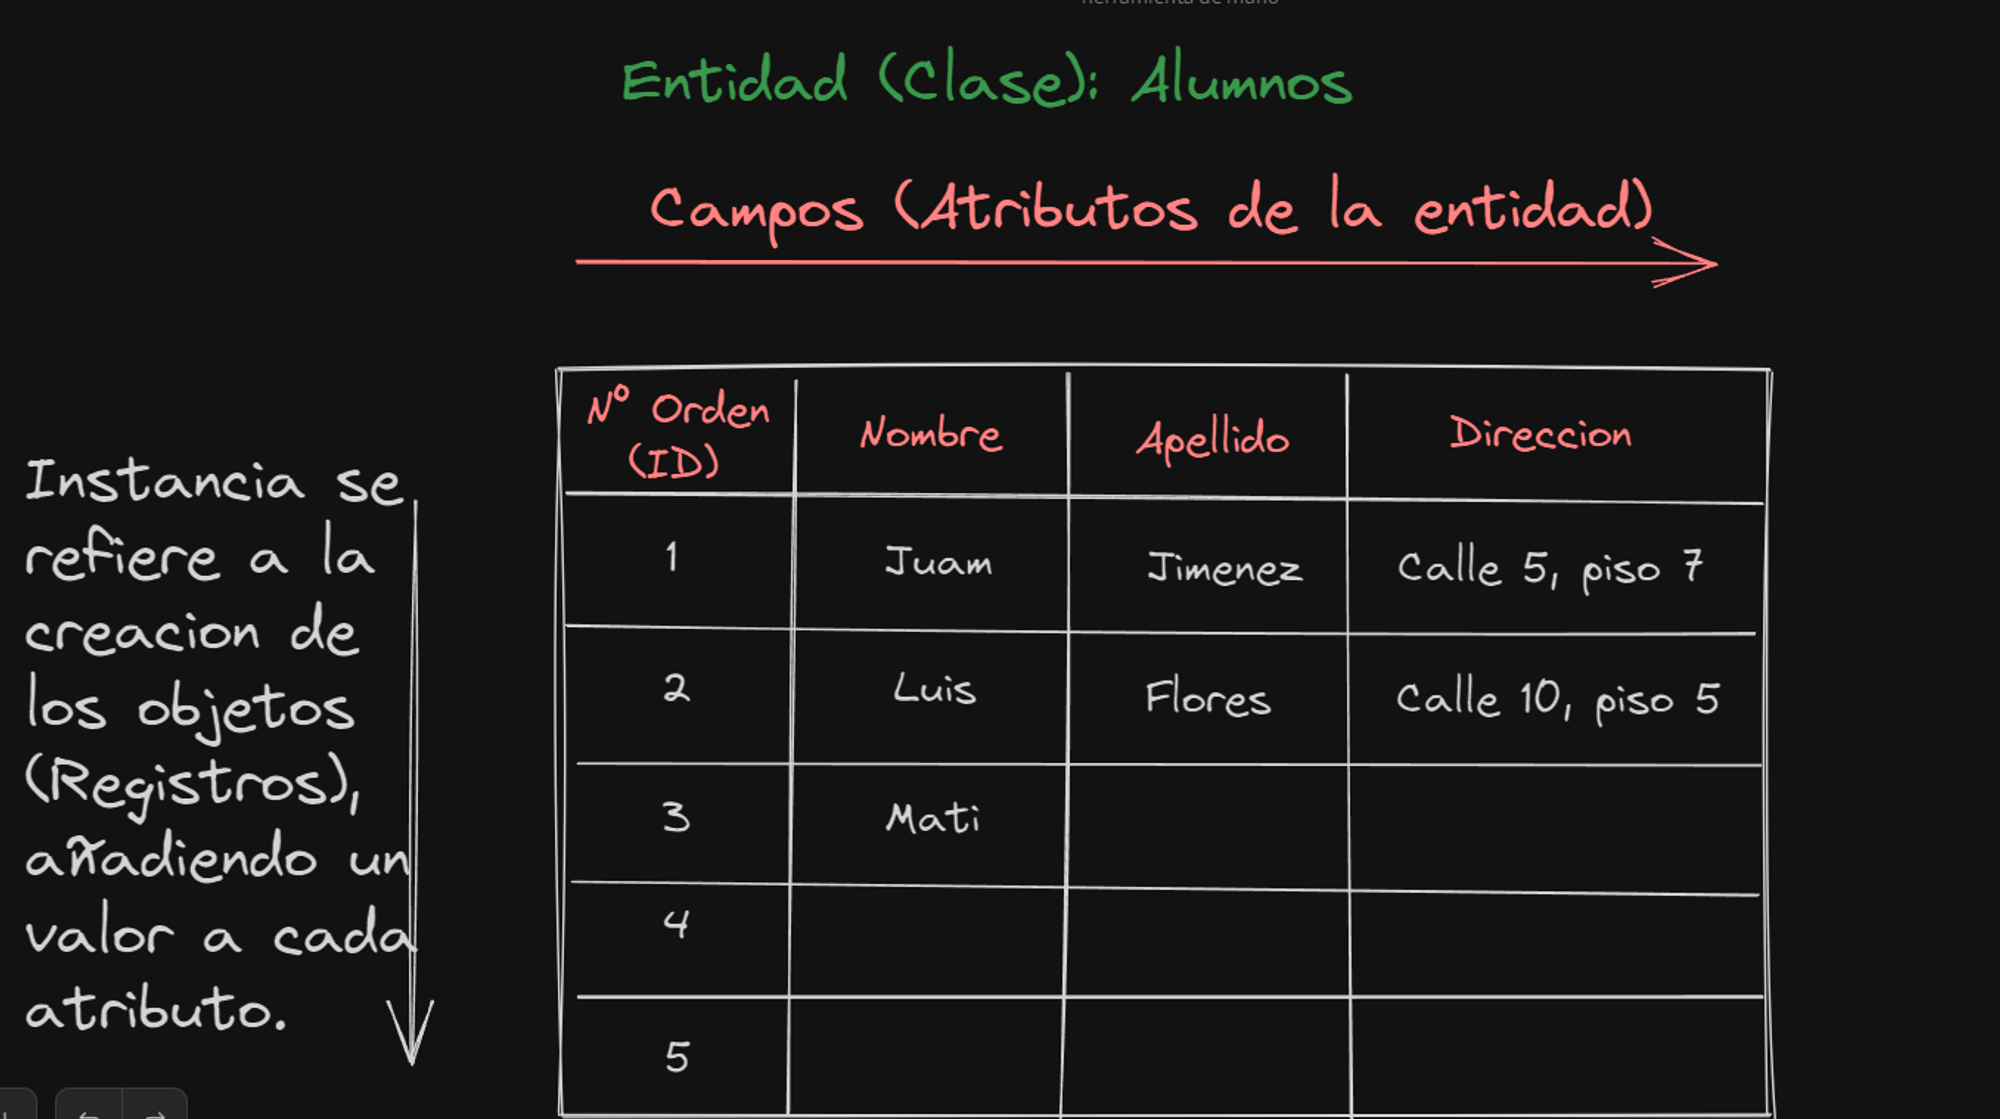 Entidad (Clase): Alumnos
Campos (Atributos de la entidad)
Nº Orden
(ID)
Nombre
Apellido
Direccion
Instancia se
refiere a la
creacion de
los objetos
(Registros),
añadiendo un
valor a cada
atributo.
1
Juam
Jimenez
Calle 5, piso 7
2
Luis
Flores
Calle 10, piso 5
3
Mati
4
5